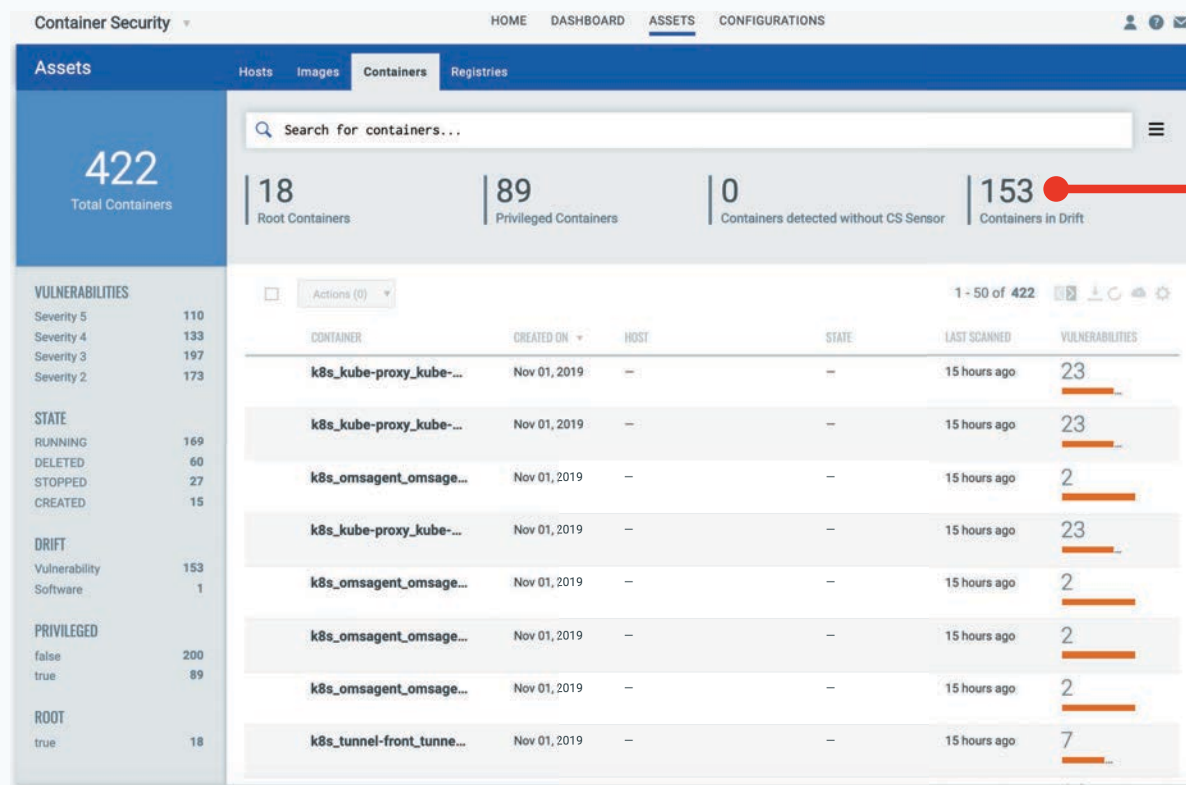 Container Security
HOME DASHBOARD ASSETS CONFIGURATIONS
Assets
Hosts Images Containers Registries
422
Total Containers
Search for containers...
18
Root Containers
89
Privileged Containers
0
Containers detected without CS Sensor
153
Containers in Drift
VULNERABILITIES
Severity 5 110
Severity 4 133
Severity 3 197
Severity 2 173
STATE
RUNNING 169
DELETED 60
STOPPED 27
CREATED 15
DRIFT
Vulnerability 153
Software 1
PRIVILEGED
false 200
true 89
ROOT
true 18
Actions (0) 1 - 50 of 422
CONTAINER CREATED ON HOST STATE LAST SCANNED VULNERABILITIES
k8s_kube-proxy_kube-... Nov 01, 2019 – – 15 hours ago 23
k8s_kube-proxy_kube-... Nov 01, 2019 – – 15 hours ago 23
k8s_omsagent_omsage... Nov 01, 2019 – – 15 hours ago 2
k8s_kube-proxy_kube-... Nov 01, 2019 – – 15 hours ago 23
k8s_omsagent_omsage... Nov 01, 2019 – – 15 hours ago 2
k8s_omsagent_omsage... Nov 01, 2019 – – 15 hours ago 2
k8s_omsagent_omsage... Nov 01, 2019 – – 15 hours ago 2
k8s_tunnel-front_tunne... Nov 01, 2019 – – 15 hours ago 7